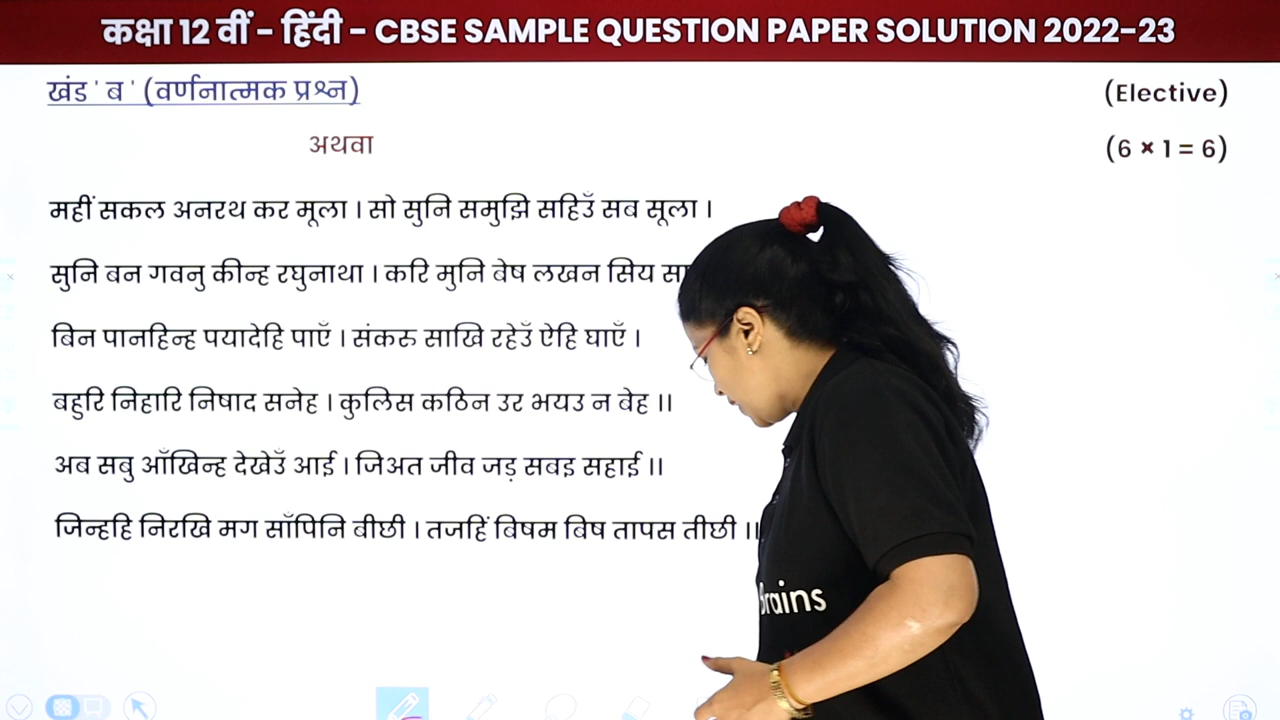 कक्षा 12 वीं - हिंदी - CBSE SAMPLE QUESTION PAPER SOLUTION 2022-23
खंड ' ब ' (वर्णनात्मक प्रश्न)
(Elective)
अथवा
(6 × 1 = 6)
महीं सकल अनरथ कर मूला । सो सुनि समुझि सहिउँ सब सूला ।
सुनि बन गवनु कीन्ह रघुनाथा । करि मुनि बेष लखन सिय
बिन पानहिन्ह पयादेहि पाएँ । संकरु साखि रहेउँ ऐहि घाएँ ।
बहुरि निहारि निषाद सनेह । कुलिस कठिन उर भयउ न बेह ।।
अब सबु आँखिन्ह देखेउँ आई । जिअत जीव जड़ सबइ सहाई ।।
जिन्हहि निरखि मग साँपिनि बीछी । तजहिं बिषम बिष तापस तीछी ।।